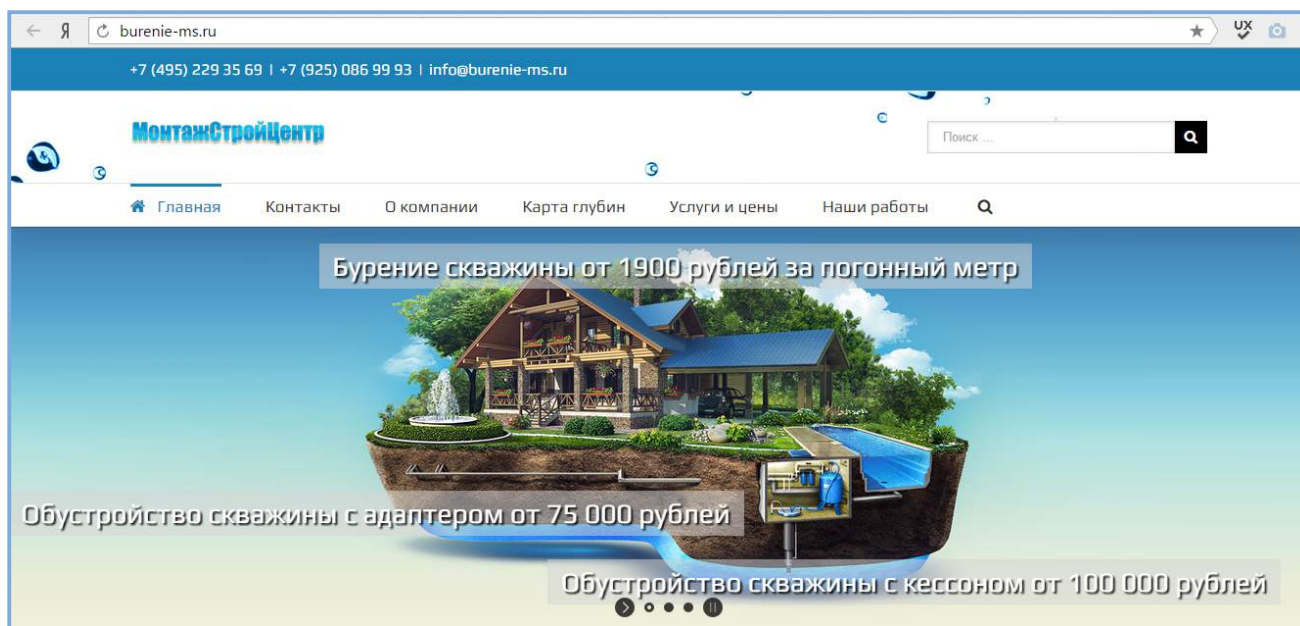 Я burenie-ms.ru UX
+7 (495) 229 35 69 | +7 (925) 086 99 93 | info@burenie-ms.ru
МонтажСтройЦентр
Поиск ...
Главная Контакты О компании Карта глубин Услуги и цены Наши работы
Бурение скважины от 1900 рублей за погонный метр
Обустройство скважины с адаптером от 75 000 рублей
Обустройство скважины с кессоном от 100 000 рублей